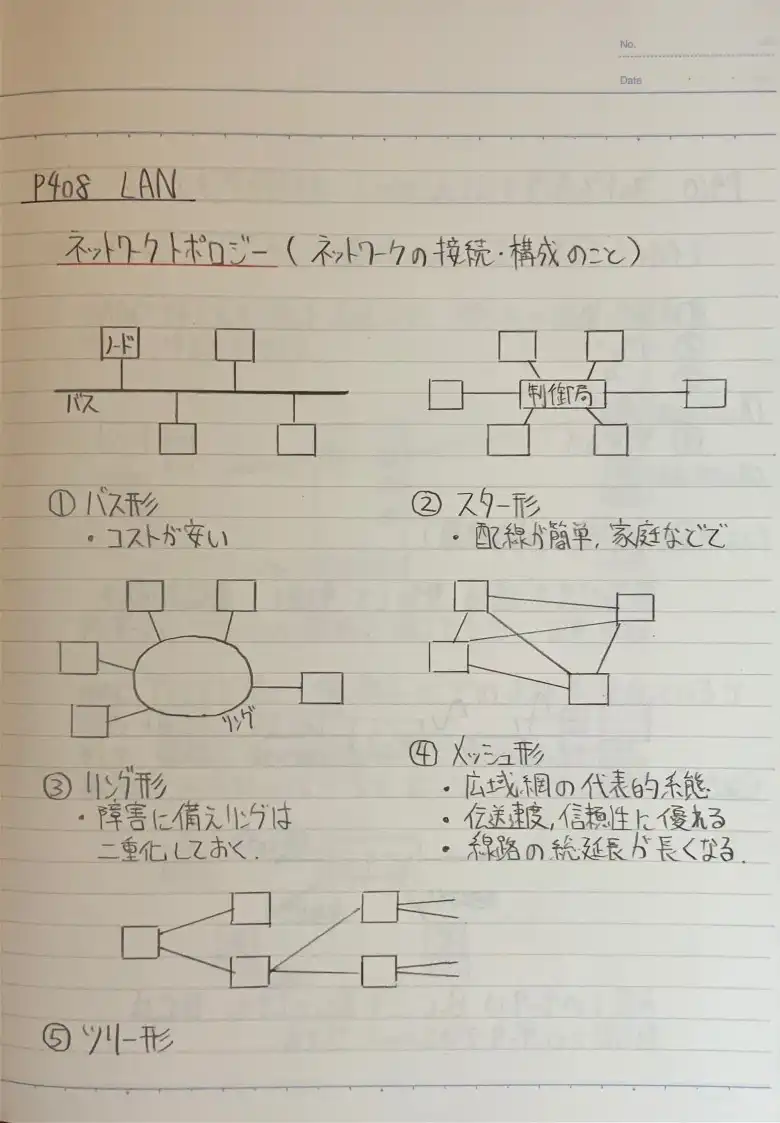 No.
Date
P408 LAN
ネットワークトポロジー(ネットワークの接続・構成のこと)
ノード
バス
制御局
① バス形
・コストが安い
② スター形
・配線が簡単,家庭などで
リング
③ リング形
・障害に備えリングは
二重化しておく.
④ メッシュ形
・広域網の代表的系態
・伝送速度,信頼性に優れる
・線路の総延長が長くなる.
⑤ ツリー形